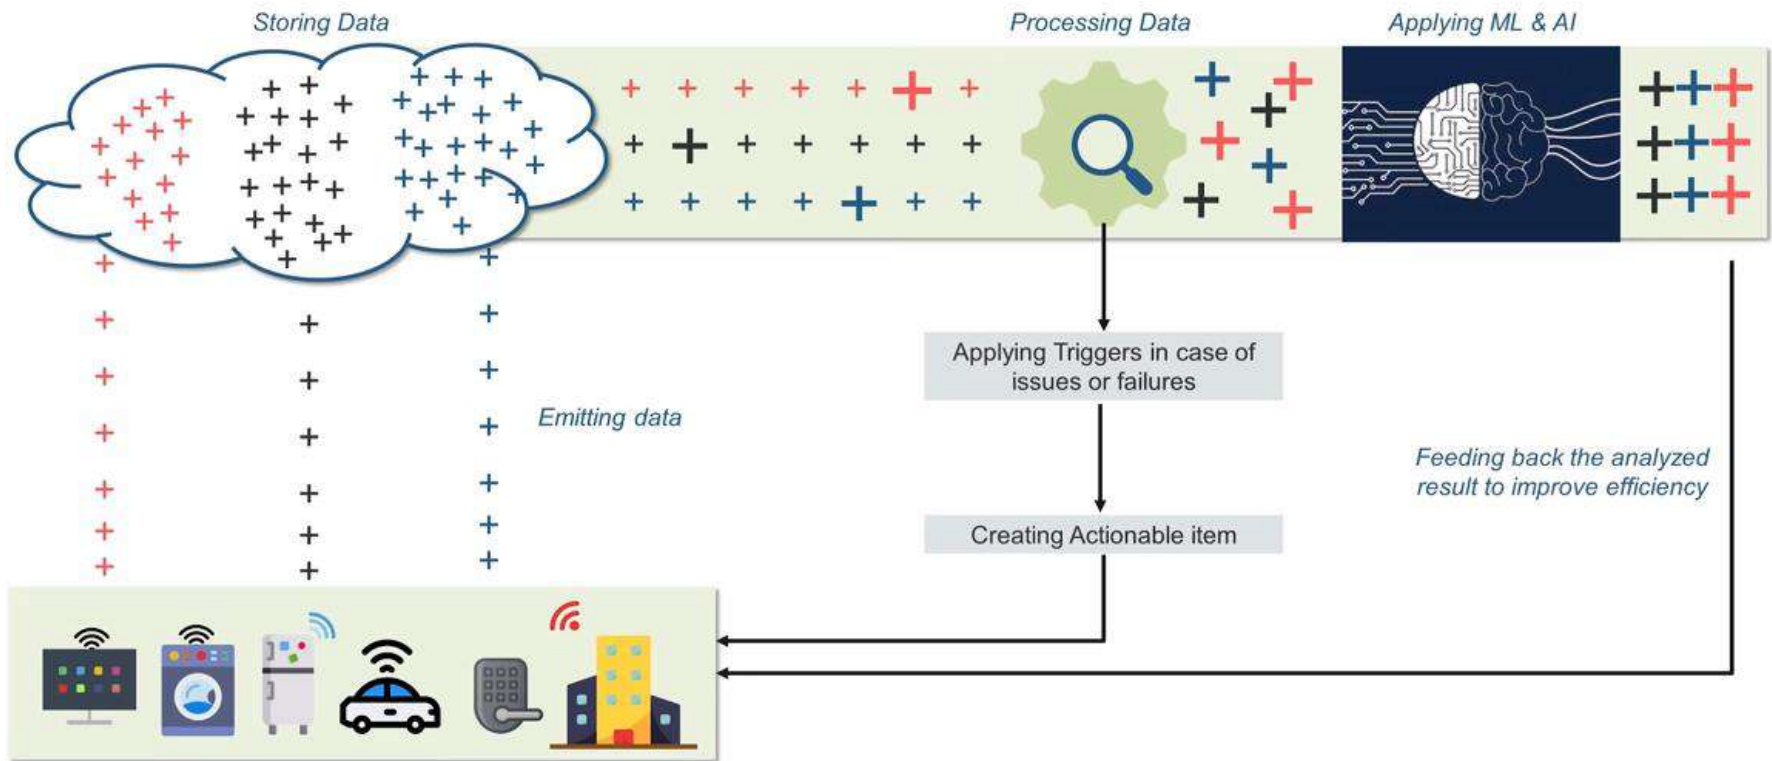 Storing Data
Processing Data
Applying ML & AI
Applying Triggers in case of
issues or failures
Emitting data
Feeding back the analyzed
result to improve efficiency
Creating Actionable item